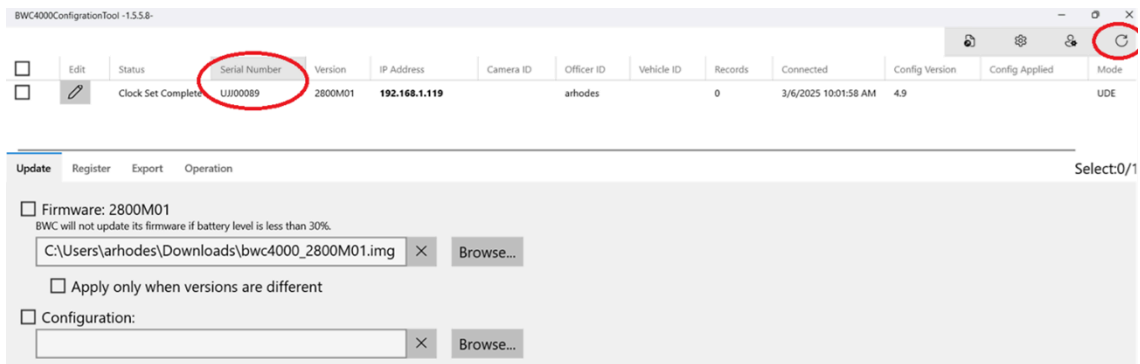 BWC4000ConfigrationTool -1.5.5.8-
Edit Status Serial Number Version IP Address Camera ID Officer ID Vehicle ID Records Connected Config Version Config Applied Mode
Clock Set Complete UJJ00089 2800M01 192.168.1.119 arhodes 0 3/6/2025 10:01:58 AM 4.9 UDE
Update Register Export Operation Select:0/1
Firmware: 2800M01
BWC will not update its firmware if battery level is less than 30%.
C:\Users\arhodes\Downloads\bwc4000_2800M01.img Browse...
Apply only when versions are different
Configuration:
Browse...